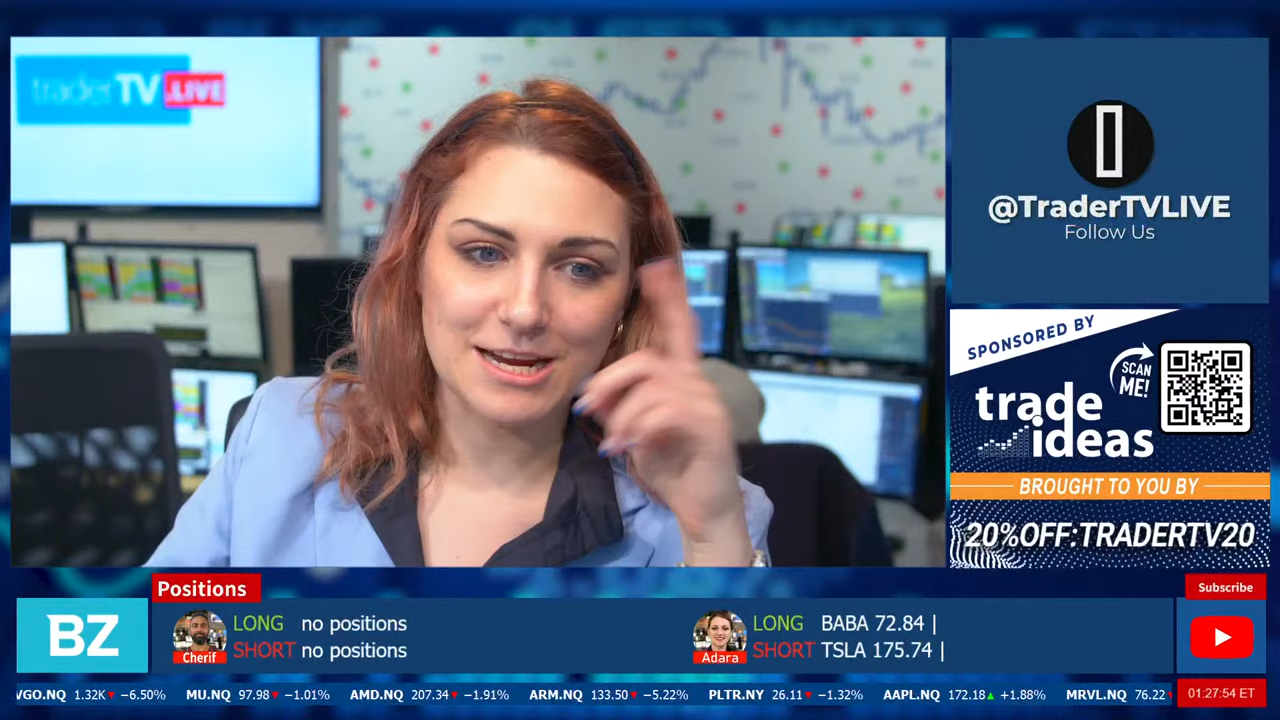 traderTV.LIVE
@TraderTVLIVE
Follow Us
SPONSORED BY
SCAN ME!
trade ideas
BROUGHT TO YOU BY
20%OFF:TRADERTV20
Positions
Subscribe
BZ
LONG no positions
SHORT no positions
Cherif
LONG BABA 72.84 |
SHORT TSLA 175.74 |
Adara
VGO.NQ 1.32K▼ −6.50% MU.NQ 97.98▼ −1.01% AMD.NQ 207.34▼ −1.91% ARM.NQ 133.50▼ −5.22% PLTR.NY 26.11▼ −1.32% AAPL.NQ 172.18▲ +1.88% MRVL.NQ 76.22▼
01:27:54 ET